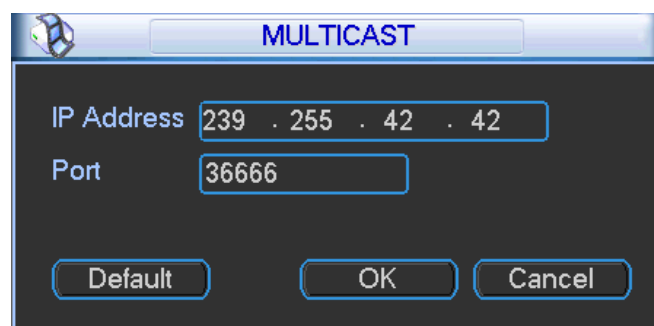 MULTICAST
IP Address 239 . 255 . 42 . 42
Port 36666
Default OK Cancel